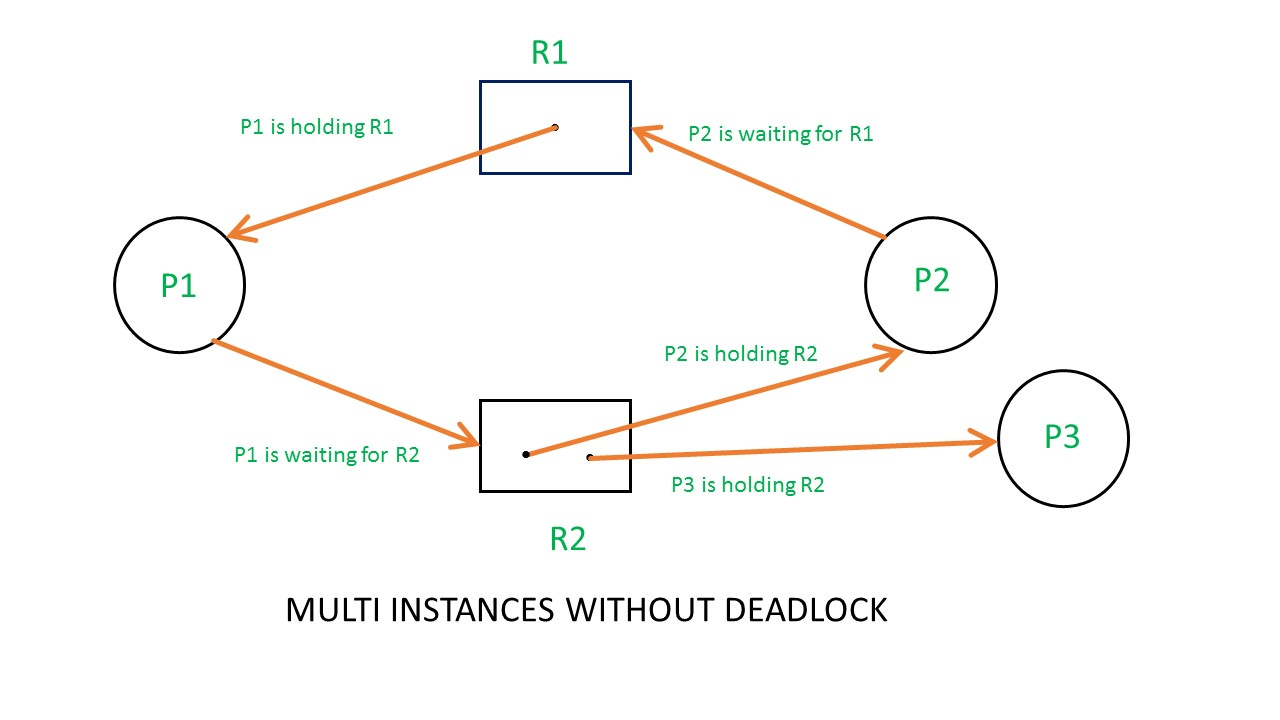 R1
P1 is holding R1
P2 is waiting for R1
P1
P2
P2 is holding R2
P3
P1 is waiting for R2
P3 is holding R2
R2
MULTI INSTANCES WITHOUT DEADLOCK